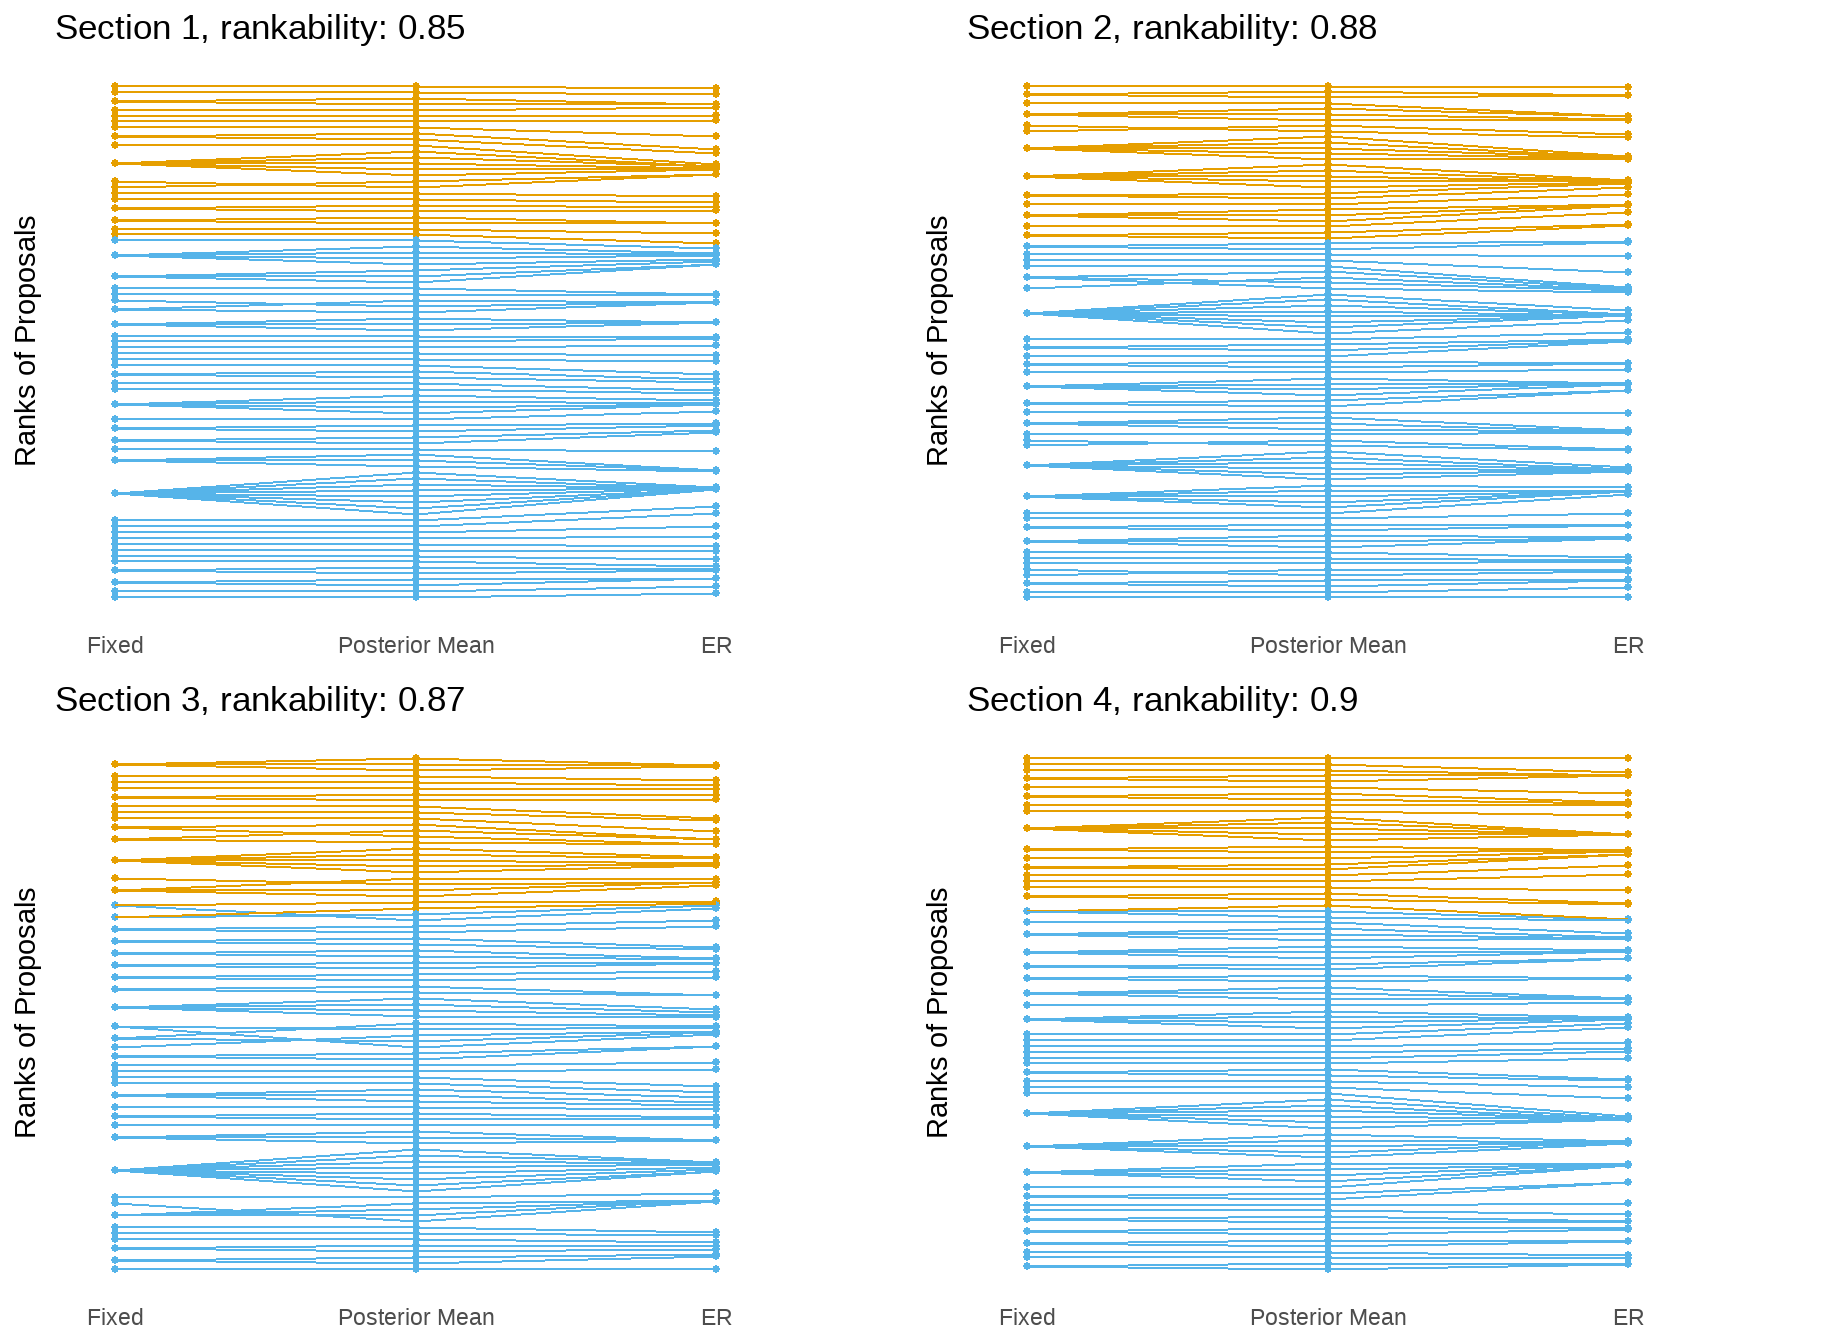 Section 1, rankability: 0.85
Ranks of Proposals
Fixed
Posterior Mean
ER
Section 2, rankability: 0.88
Ranks of Proposals
Fixed
Posterior Mean
ER
Section 3, rankability: 0.87
Ranks of Proposals
Fixed
Posterior Mean
ER
Section 4, rankability: 0.9
Ranks of Proposals
Fixed
Posterior Mean
ER